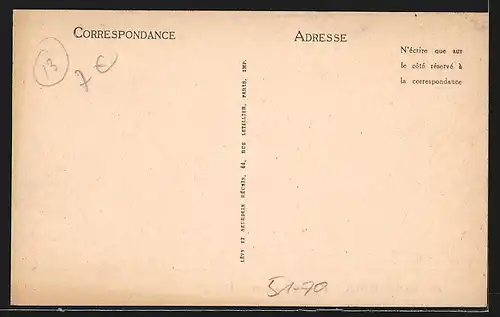 CORRESPONDANCE
ADRESSE
N'écrire que sur
le côté réservé à
la correspondance
13
7 €
LÉVY ET NEURDEIN RÉUNIS, 44, RUE LETELLIER, PARIS, IMP.
51-70